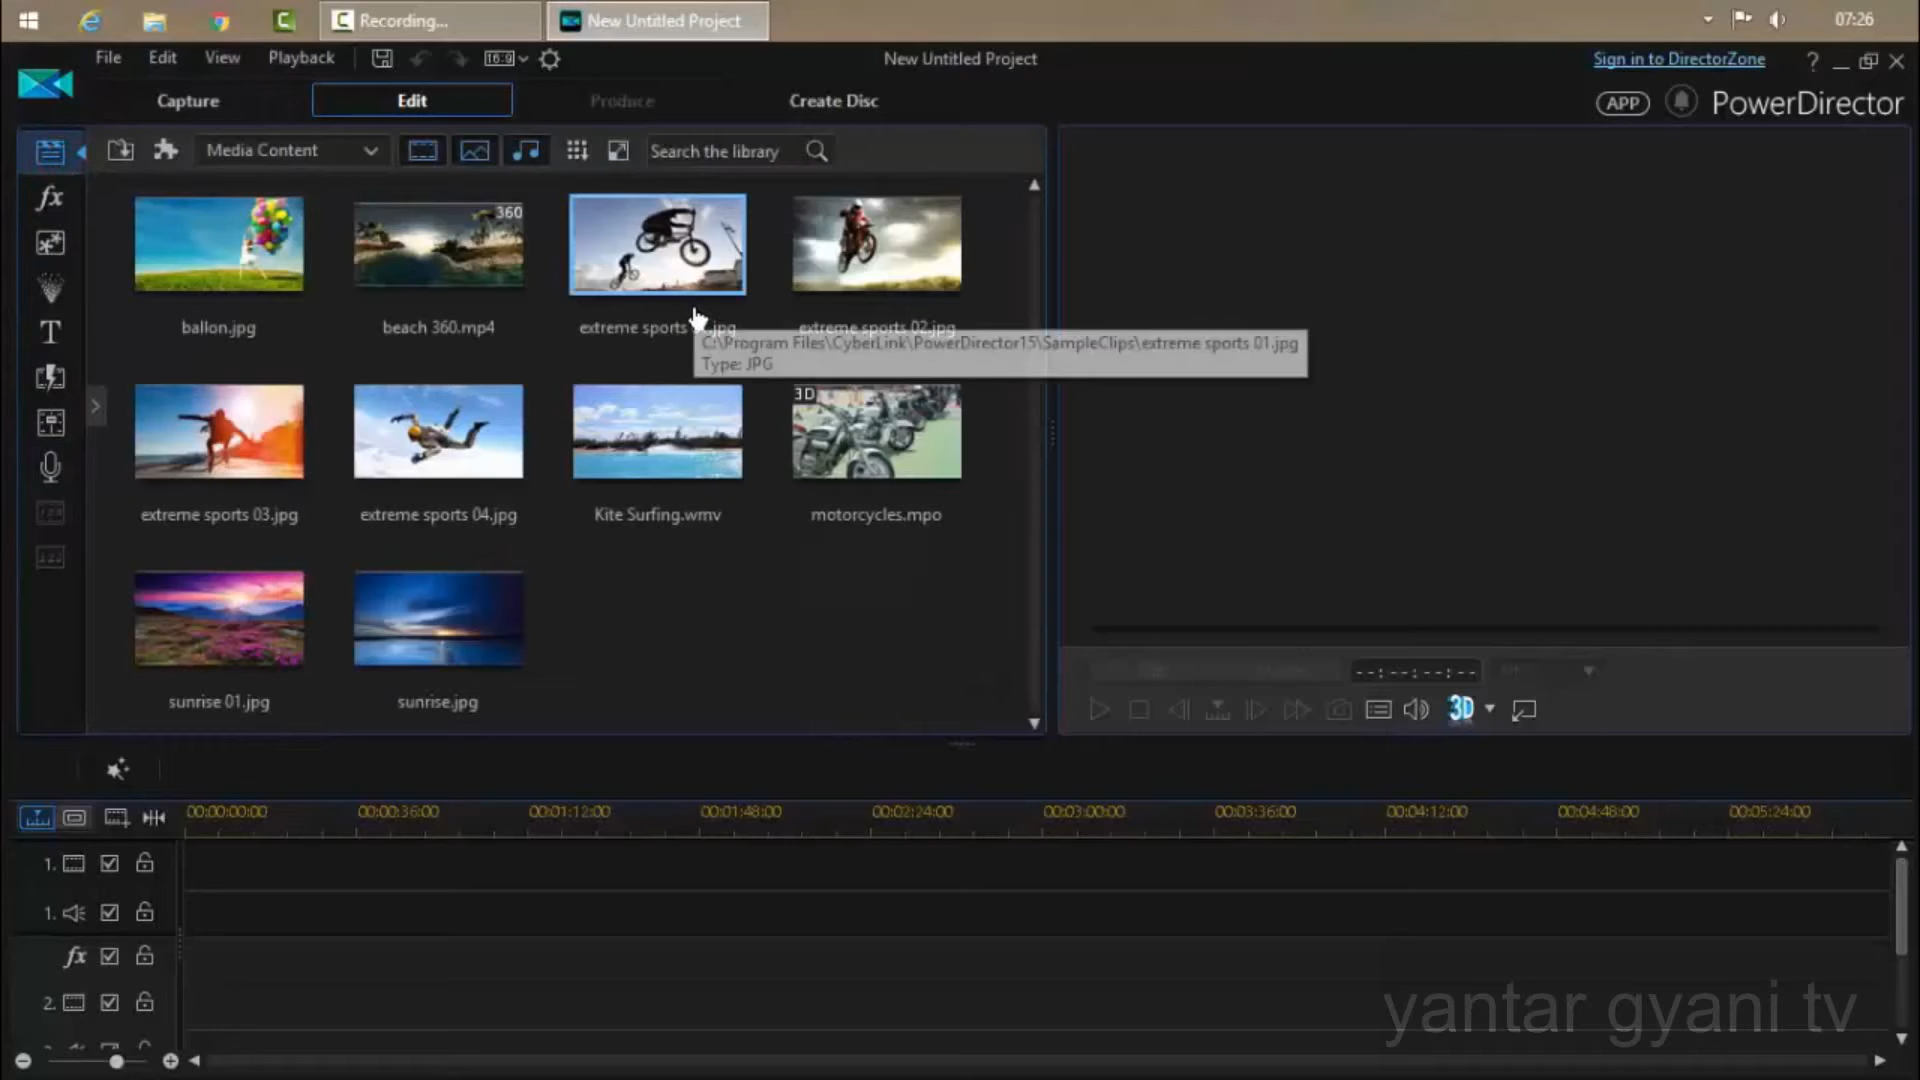 Recording...
New Untitled Project
07:26
File Edit View Playback
16:9
New Untitled Project
Sign in to DirectorZone
?
Capture
Edit
Produce
Create Disc
APP
PowerDirector
Media Content
Search the library
fx
T
360
ballon.jpg
beach 360.mp4
extreme sports
.jpg
extreme sports 02.jpg
C:\Program Files\CyberLink\PowerDirector15\SampleClips\extreme sports 01.jpg
Type: JPG
3D
extreme sports 03.jpg
extreme sports 04.jpg
Kite Surfing.wmv
motorcycles.mpo
sunrise 01.jpg
sunrise.jpg
--:--:--:--
3D
00:00:00:00 00:00:36:00 00:01:12:00 00:01:48:00 00:02:24:00 00:03:00:00 00:03:36:00 00:04:12:00 00:04:48:00 00:05:24:00
1.
1.
fx
2.
yantar gyani tv